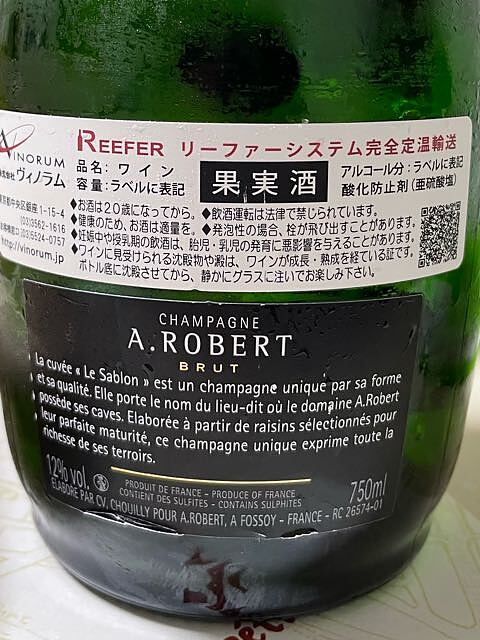 REEFER リーファーシステム完全定温輸送
VINORUM
ヴィノラム
品名：ワイン
容量：ラベルに表記
果実酒
アルコール分：ラベルに表記
酸化防止剤(亜硫酸塩)
東京都中央区銀座1-15-4
(03)3562-1616
(03)5524-0757
http://vinorum.jp
◆お酒は20歳になってから。◆飲酒運転は法律で禁じられています。
◆健康のため、お酒は適量を。◆発泡性の場合、栓が飛び出すことがあります。
◆妊娠中や授乳期の飲酒は、胎児・乳児の発育に悪影響を与えることがあります。
◆ワインに見受けられる沈殿物や澱は、ワインが成長・熟成を経ている証です。
ボトル底に沈殿させてから、静かにグラスに注いでお楽しみ下さい。
CHAMPAGNE
A.ROBERT
BRUT
La cuvée « Le Sablon » est un champagne unique par sa forme
et sa qualité. Elle porte le nom du lieu-dit où le domaine A.Robert
possède ses caves. Elaborée à partir de raisins sélectionnés pour
leur parfaite maturité, ce champagne unique exprime toute la
richesse de ses terroirs.
12% vol.
PRODUIT DE FRANCE - PRODUCE OF FRANCE
CONTIENT DES SULFITES - CONTAINS SULPHITES
750ml
ELABORÉ PAR CV, CHOUILLY POUR A.ROBERT, A FOSSOY - FRANCE - RC 26574-01